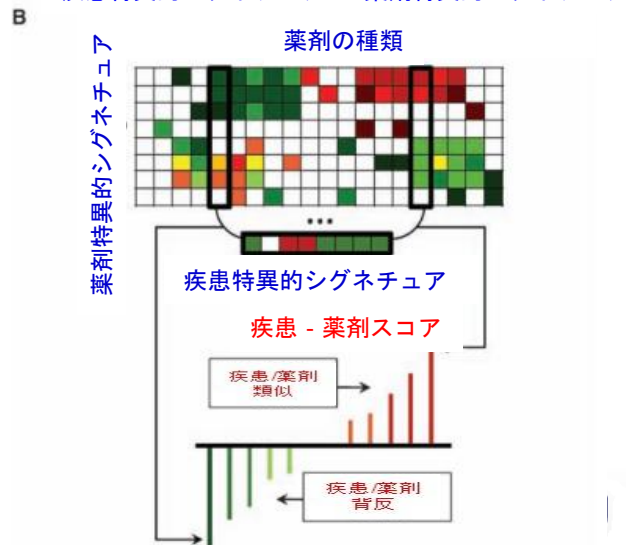 B
薬剤の種類
薬剤特異的シグネチュア
...
疾患特異的シグネチュア
疾患 - 薬剤スコア
疾患/薬剤
類似
疾患/薬剤
背反